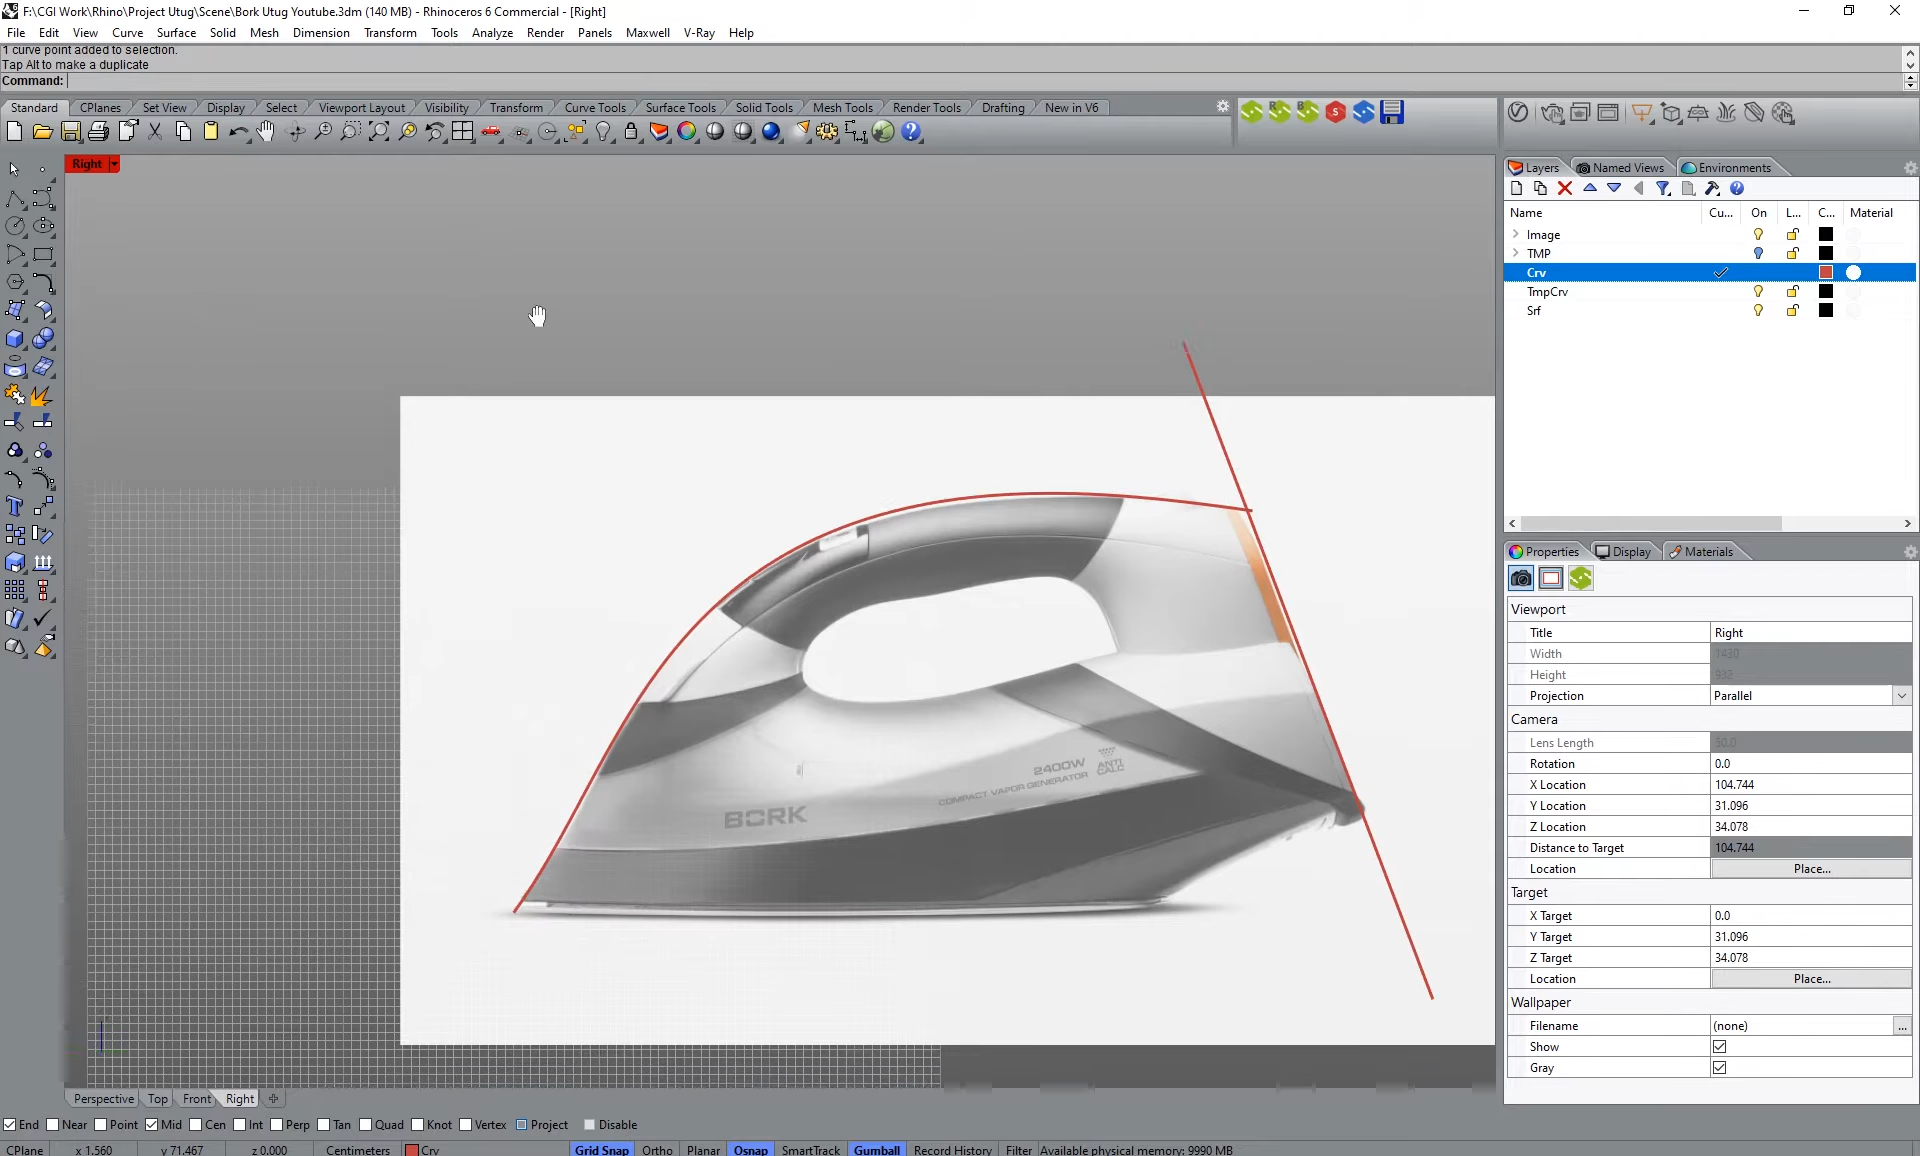 F:\CGI Work\Rhino\Project Utug\Scene\Bork Utug Youtube.3dm (140 MB) - Rhinoceros 6 Commercial - [Right]
File Edit View Curve Surface Solid Mesh Dimension Transform Tools Analyze Render Panels Maxwell V-Ray Help
1 curve point added to selection.
Tap Alt to make a duplicate
Command:
Standard CPlanes Set View Display Select Viewport Layout Visibility Transform Curve Tools Surface Tools Solid Tools Mesh Tools Render Tools Drafting New in V6
Right
Layers Named Views Environments
Name Cu... On L... C... Material
Image
TMP
Crv
TmpCrv
Srf
Properties Display Materials
Viewport
Title Right
Width 1430
Height 932
Projection Parallel
Camera
Lens Length 50.0
Rotation 0.0
X Location 104.744
Y Location 31.096
Z Location 34.078
Distance to Target 104.744
Location Place...
Target
X Target 0.0
Y Target 31.096
Z Target 34.078
Location Place...
Wallpaper
Filename (none) ...
Show
Gray
2400W
ANTI
CALC
COMPACT VAPOR GENERATOR
BORK
Perspective Top Front Right
End Near Point Mid Cen Int Perp Tan Quad Knot Vertex Project Disable
CPlane x 1.560 y 71.467 z 0.000 Centimeters Crv Grid Snap Ortho Planar Osnap SmartTrack Gumball Record History Filter Available physical memory: 9990 MB